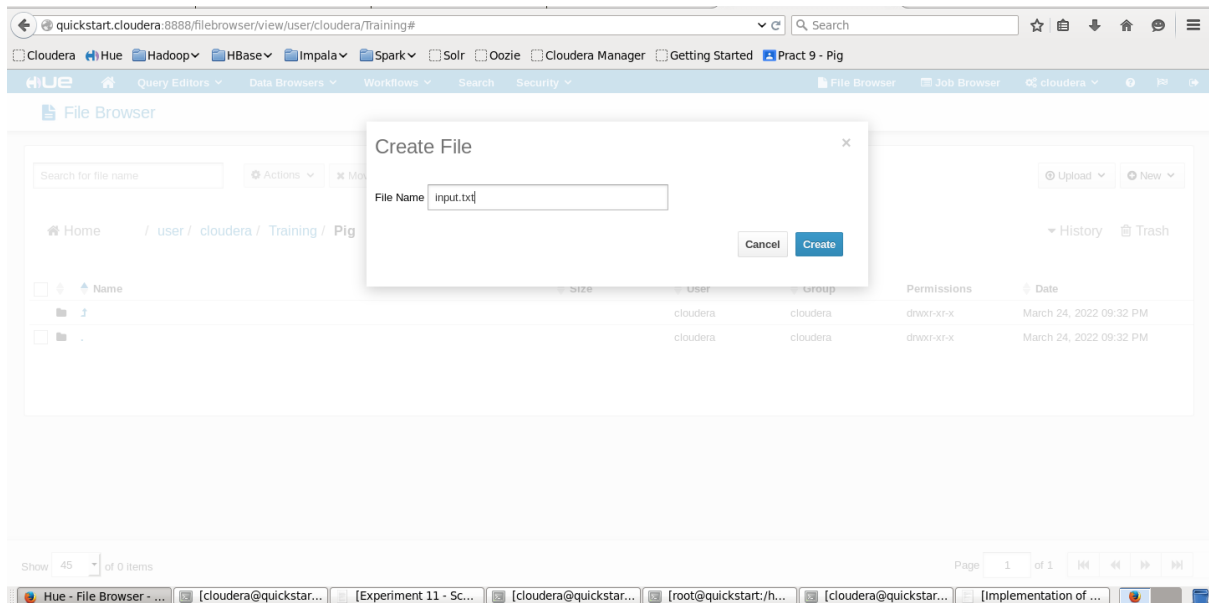 quickstart.cloudera:8888/filebrowser/view/user/cloudera/Training#
Search
Cloudera Hue Hadoop HBase Impala Spark Solr Oozie Cloudera Manager Getting Started Pract 9 - Pig
HUE Query Editors Data Browsers Workflows Search Security File Browser Job Browser cloudera
File Browser
Create File ×
Search for file name Actions Mov Upload New
File Name input.txt
Home / user / cloudera / Training / Pig History Trash
Cancel Create
Name Size User Group Permissions Date
cloudera cloudera drwxr-xr-x March 24, 2022 09:32 PM
. cloudera cloudera drwxr-xr-x March 24, 2022 09:32 PM
Show 45 of 0 items Page 1 of 1
Hue - File Browser - ... [cloudera@quickstar... [Experiment 11 - Sc... [cloudera@quickstar... [root@quickstart:/h... [cloudera@quickstar... [Implementation of ...